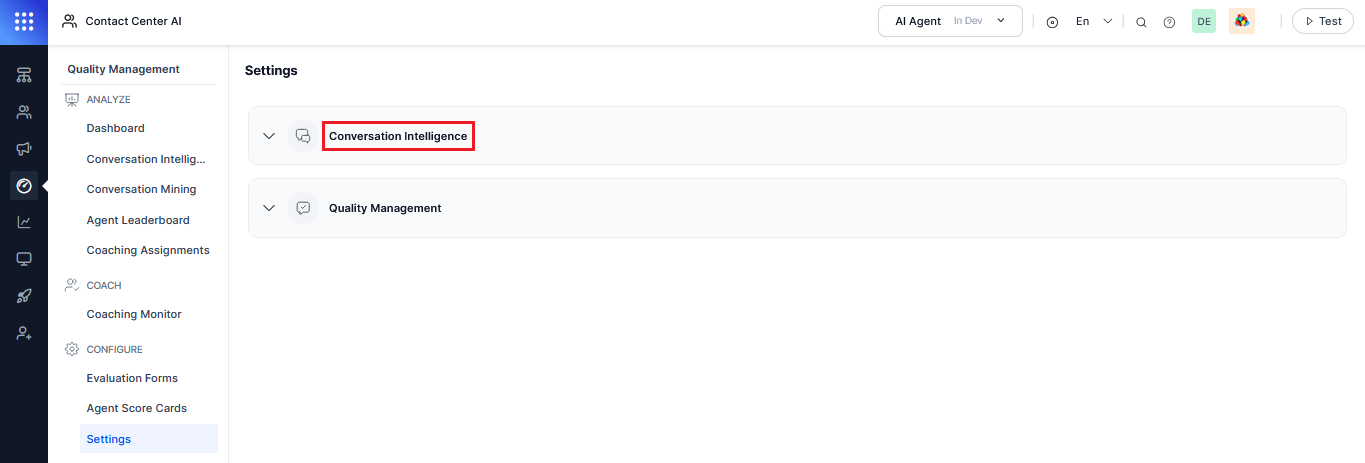 Contact Center AI
AI Agent In Dev
En
DE
Test
Quality Management
ANALYZE
Dashboard
Conversation Intellig...
Conversation Mining
Agent Leaderboard
Coaching Assignments
COACH
Coaching Monitor
CONFIGURE
Evaluation Forms
Agent Score Cards
Settings
Settings
Conversation Intelligence
Quality Management